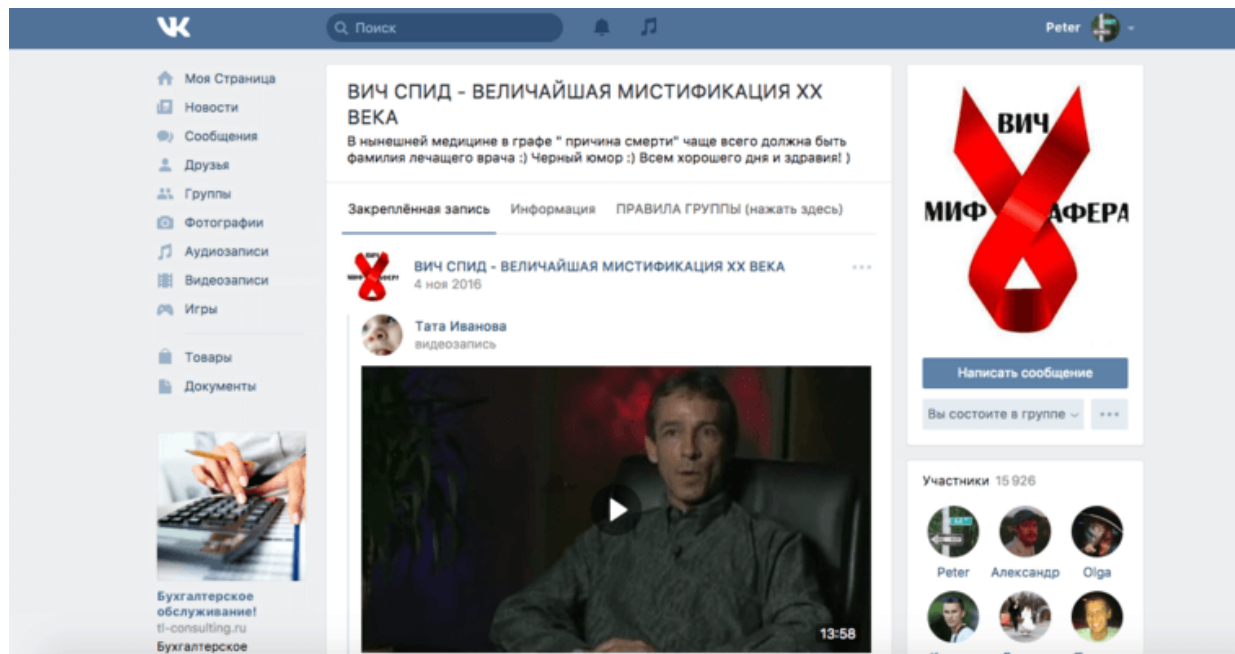 VK
Поиск
Peter
Моя Страница
Новости
Сообщения
Друзья
Группы
Фотографии
Аудиозаписи
Видеозаписи
Игры
Товары
Документы
Бухгалтерское
обслуживание!
tl-consulting.ru
Бухгалтерское
ВИЧ СПИД - ВЕЛИЧАЙШАЯ МИСТИФИКАЦИЯ ХХ
ВЕКА
В нынешней медицине в графе " причина смерти" чаще всего должна быть
фамилия лечащего врача :) Черный юмор :) Всем хорошего дня и здравия! )
Закреплённая запись Информация ПРАВИЛА ГРУППЫ (нажать здесь)
ВИЧ СПИД - ВЕЛИЧАЙШАЯ МИСТИФИКАЦИЯ ХХ ВЕКА
4 ноя 2016
Тата Иванова
видеозапись
13:58
ВИЧ
МИФ АФЕРА
Написать сообщение
Вы состоите в группе
Участники 15 926
Peter Александр Olga